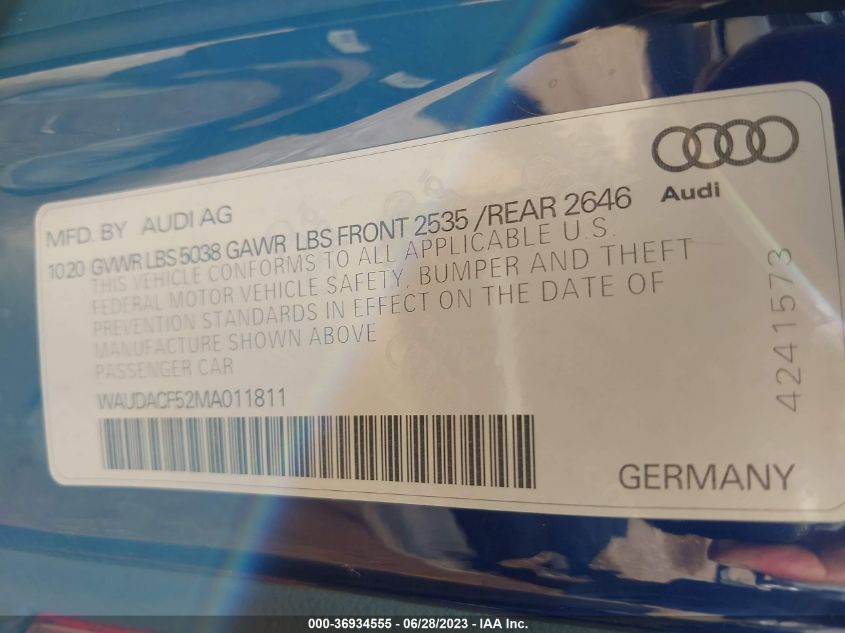 Audi
MFD. BY AUDI AG
10.20 GVWR LBS 5038 GAWR LBS FRONT 2535 /REAR 2646
THIS VEHICLE CONFORMS TO ALL APPLICABLE U.S.
FEDERAL MOTOR VEHICLE SAFETY, BUMPER AND THEFT
PREVENTION STANDARDS IN EFFECT ON THE DATE OF
MANUFACTURE SHOWN ABOVE
PASSENGER CAR
WAUDACF52MA011811
4241573
GERMANY
000-36934555 - 06/28/2023 - IAA Inc.